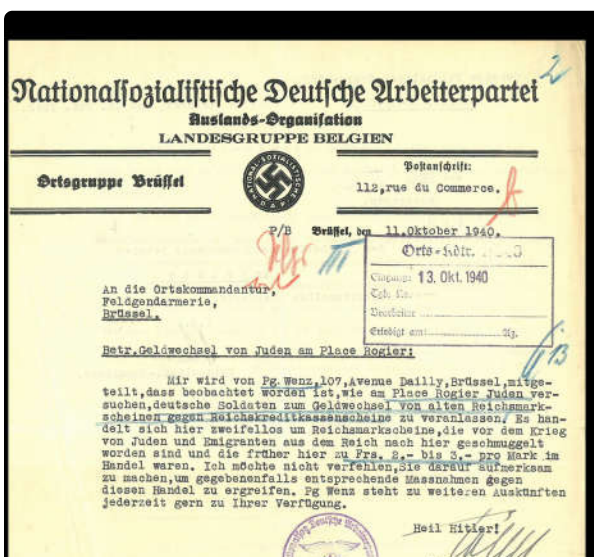 2
Nationalsozialistische Deutsche Arbeiterpartei
Auslands-Organisation
LANDESGRUPPE BELGIEN
Ortsgruppe Brüssel
Postanschrift:
112,rue du Commerce.
P/B Brüssel, den 11.Oktober 1940.
III
Orts-Kdtr.
Eingang: 13. Okt. 1940
Tgb. No.
Bearbeiter
Erledigt am: Az.
An die Ortskommandantur,
Feldgendarmerie,
Brüssel.
Betr.Geldwechsel von Juden am Place Rogier:
Mir wird von Pg.Wenz,107,Avenue Dailly,Brüssel,mitge-
teilt,dass beobachtet worden ist,wie am Place Rogier Juden ver-
suchen,deutsche Soldaten zum Geldwechsel von alten Reichsmark-
scheinen gegen Reichskreditkassenscheine zu veranlassen. Es han-
delt sich hier zweifellos um Reichsmarkscheine,die vor dem Krieg
von Juden und Emigranten aus dem Reich nach hier geschmuggelt
worden sind und die früher hier zu Frs. 2.- bis 3.- pro Mark im
Handel waren. Ich möchte nicht verfehlen,Sie darauf aufmerksam
zu machen,um gegebenenfalls entsprechende Massnahmen gegen
diesen Handel zu ergreifen. Pg Wenz steht zu weiteren Auskünften
jederzeit gern zu Ihrer Verfügung.
Heil Hitler!